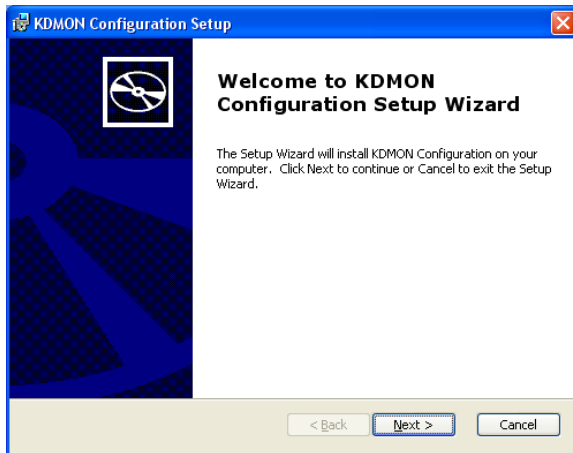 KDMON Configuration Setup
Welcome to KDMON
Configuration Setup Wizard
The Setup Wizard will install KDMON Configuration on your
computer. Click Next to continue or Cancel to exit the Setup
Wizard.
< Back Next > Cancel